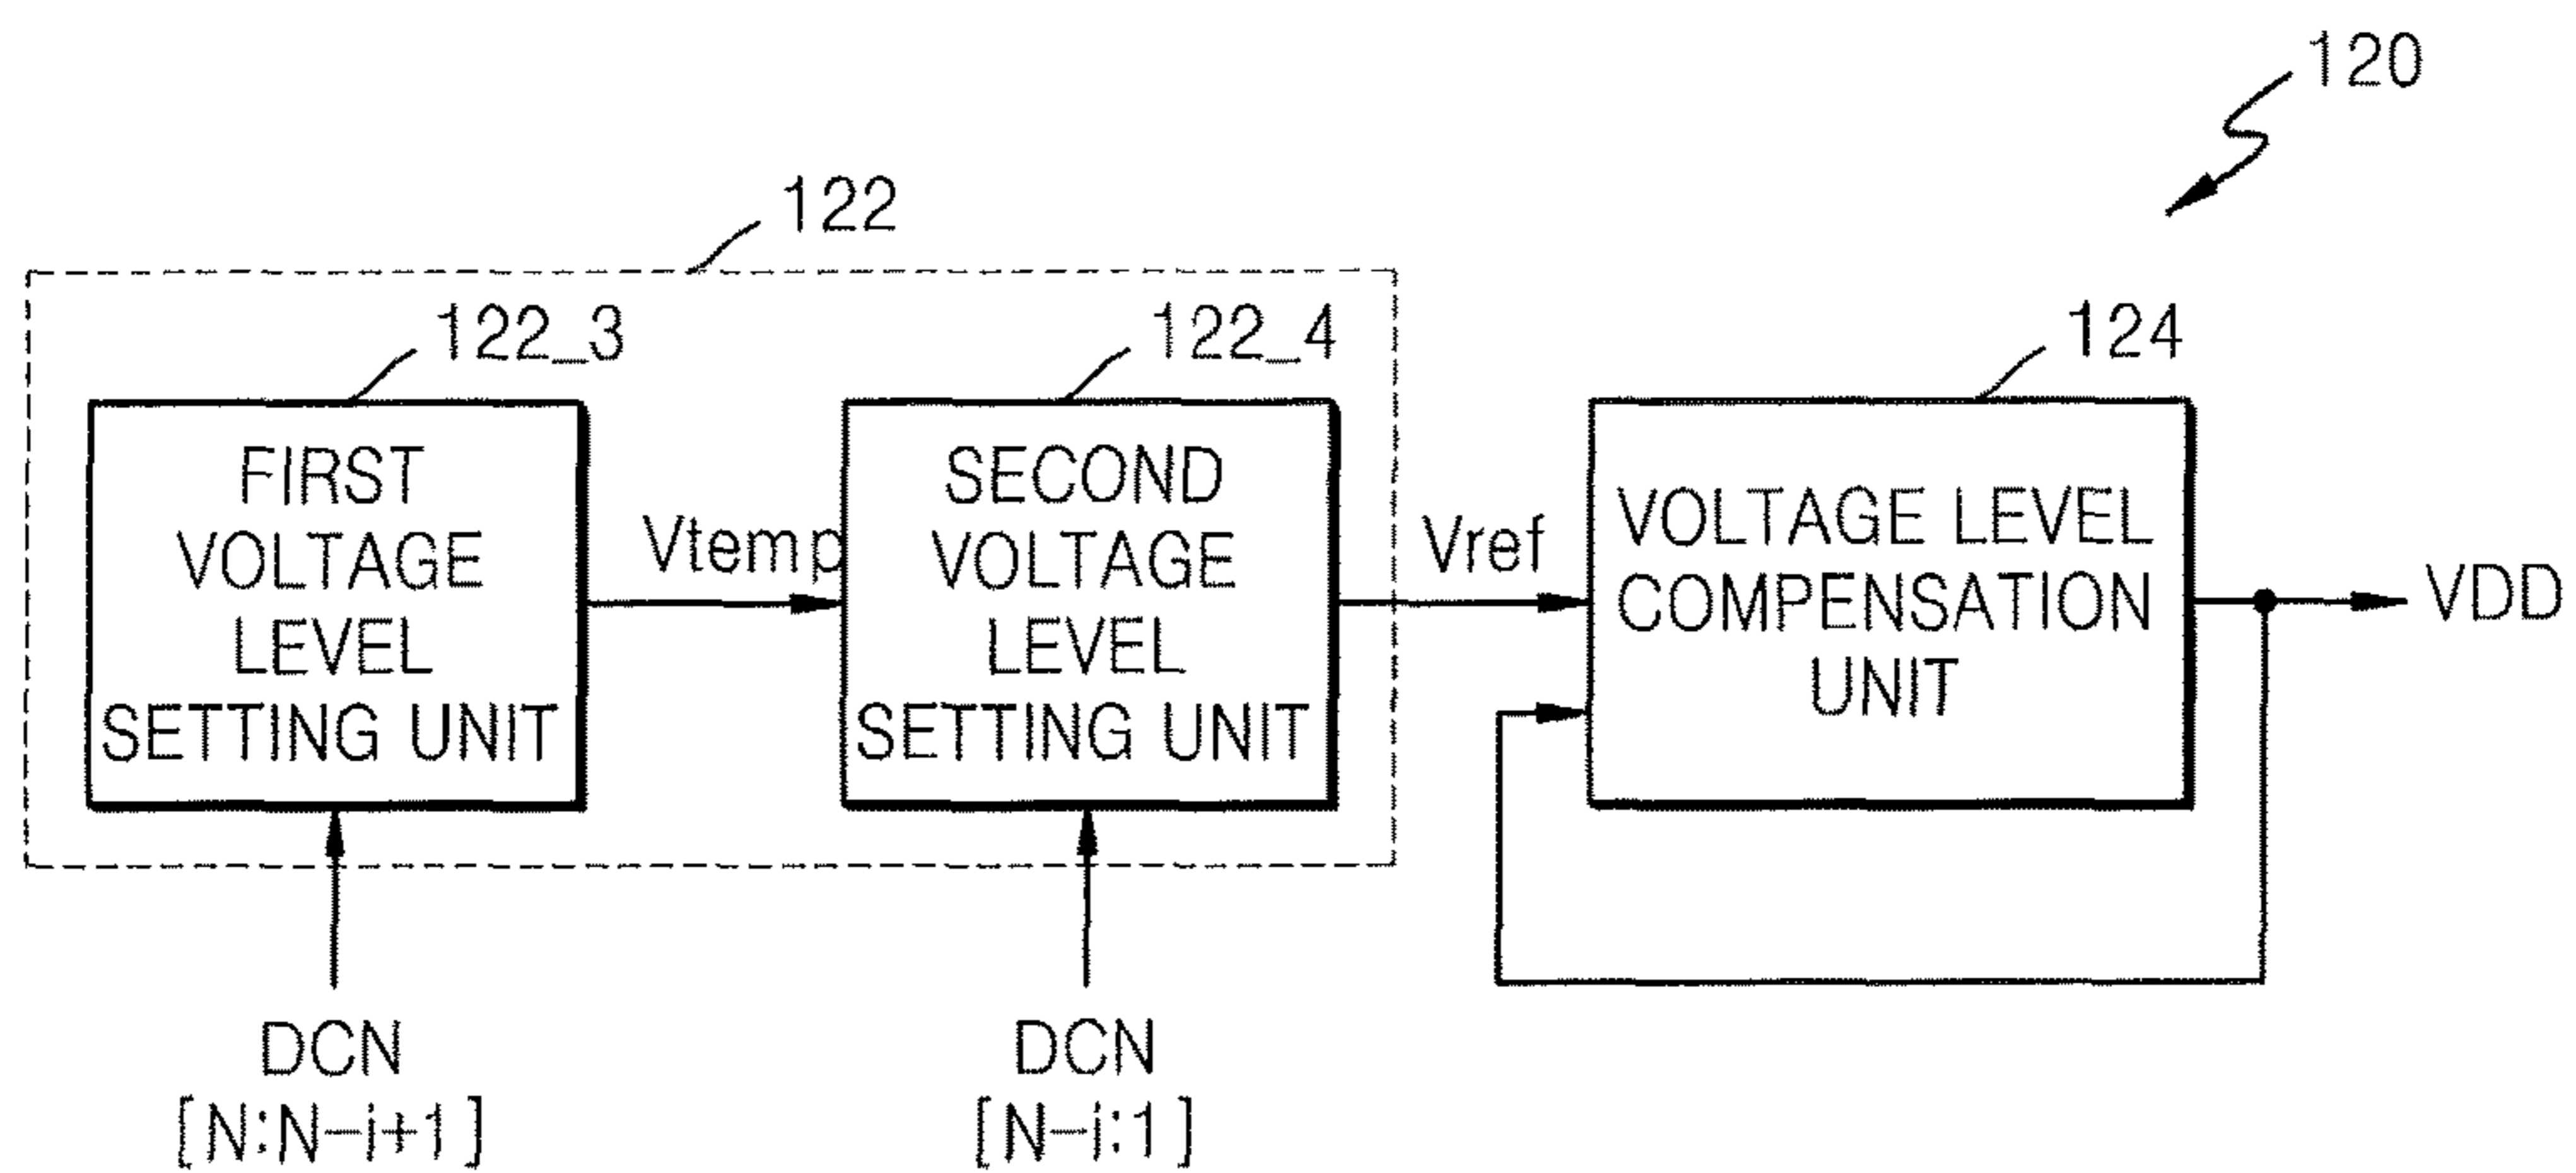 120
122
122_3
122_4
124
FIRST
VOLTAGE
LEVEL
SETTING UNIT
Vtemp
SECOND
VOLTAGE
LEVEL
SETTING UNIT
Vref
VOLTAGE LEVEL
COMPENSATION
UNIT
VDD
DCN
[N:N-i+1]
DCN
[N-i:1]